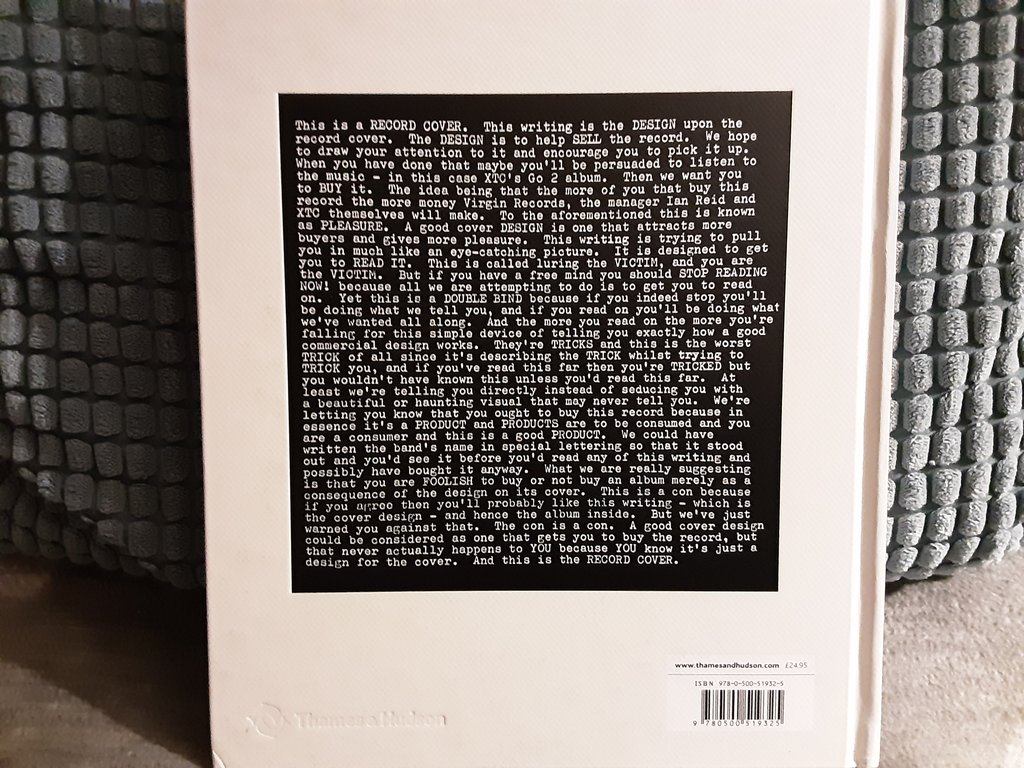 This is a RECORD COVER. This writing is the DESIGN upon the
record cover. The DESIGN is to help SELL the record. We hope
to draw your attention to it and encourage you to pick it up.
When you have done that maybe you'll be persuaded to listen to
the music - in this case XTC's Go 2 album. Then we want you
to BUY it. The idea being that the more of you that buy this
record the more money Virgin Records, the manager Ian Reid and
XTC themselves will make. To the aforementioned this is known
as PLEASURE. A good cover DESIGN is one that attracts more
buyers and gives more pleasure. This writing is trying to pull
you in much like an eye-catching picture. It is designed to get
you to READ IT. This is called luring the VICTIM, and you are
the VICTIM. But if you have a free mind you should STOP READING
NOW! because all we are attempting to do is to get you to read
on. Yet this is a DOUBLE BIND because if you indeed stop you'll
be doing what we tell you, and if you read on you'll be doing what
we've wanted all along. And the more you read on the more you're
falling for this simple device of telling you exactly how a good
commercial design works. They're TRICKS and this is the worst
TRICK of all since it's describing the TRICK whilst trying to
TRICK you, and if you've read this far then you're TRICKED but
you wouldn't have known this unless you'd read this far. At
least we're telling you directly instead of seducing you with
a beautiful or haunting visual that may never tell you. We're
letting you know that you ought to buy this record because in
essence it's a PRODUCT and PRODUCTS are to be consumed and you
are a consumer and this is a good PRODUCT. We could have
written the band's name in special lettering so that it stood
out and you'd see it before you'd read any of this writing and
possibly have bought it anyway. What we are really suggesting
is that you are FOOLISH to buy or not buy an album merely as a
consequence of the design on its cover. This is a con because
if you agree then you'll probably like this writing - which is
the cover design - and hence the album inside. But we've just
warned you against that. The con is a con. A good cover design
could be considered as one that gets you to buy the record, but
that never actually happens to YOU because YOU know it's just a
design for the cover. And this is the RECORD COVER.
www.thamesandhudson.com £24.95
ISBN 978-0-500-51932-5
9 780500 519325
Thames & Hudson